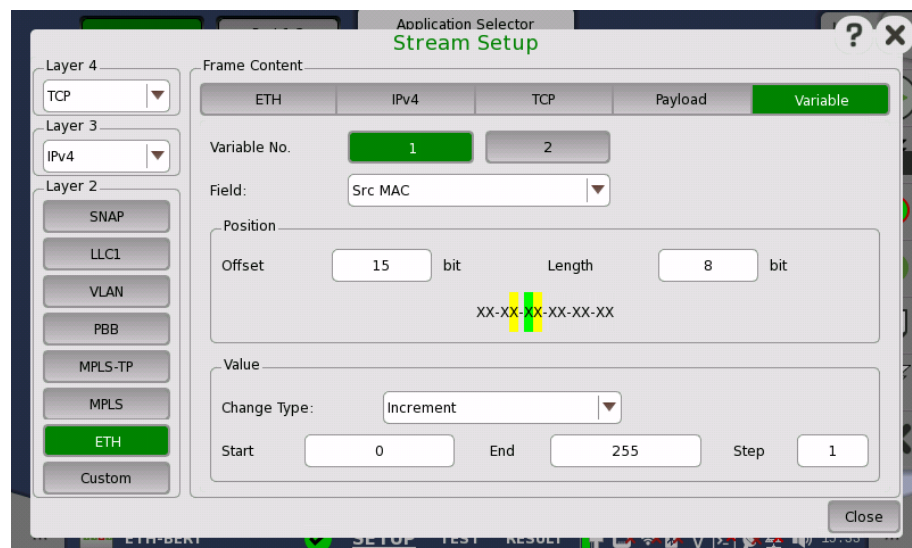 Application Selector
Stream Setup
?
Layer 4
TCP
Layer 3
IPv4
Layer 2
SNAP
LLC1
VLAN
PBB
MPLS-TP
MPLS
ETH
Custom
Frame Content
ETH IPv4 TCP Payload Variable
Variable No. 1 2
Field: Src MAC
Position
Offset 15 bit Length 8 bit
XX-XX-XX-XX-XX-XX
Value
Change Type: Increment
Start 0 End 255 Step 1
Close
ETH-BERT SETUP TEST RESULT